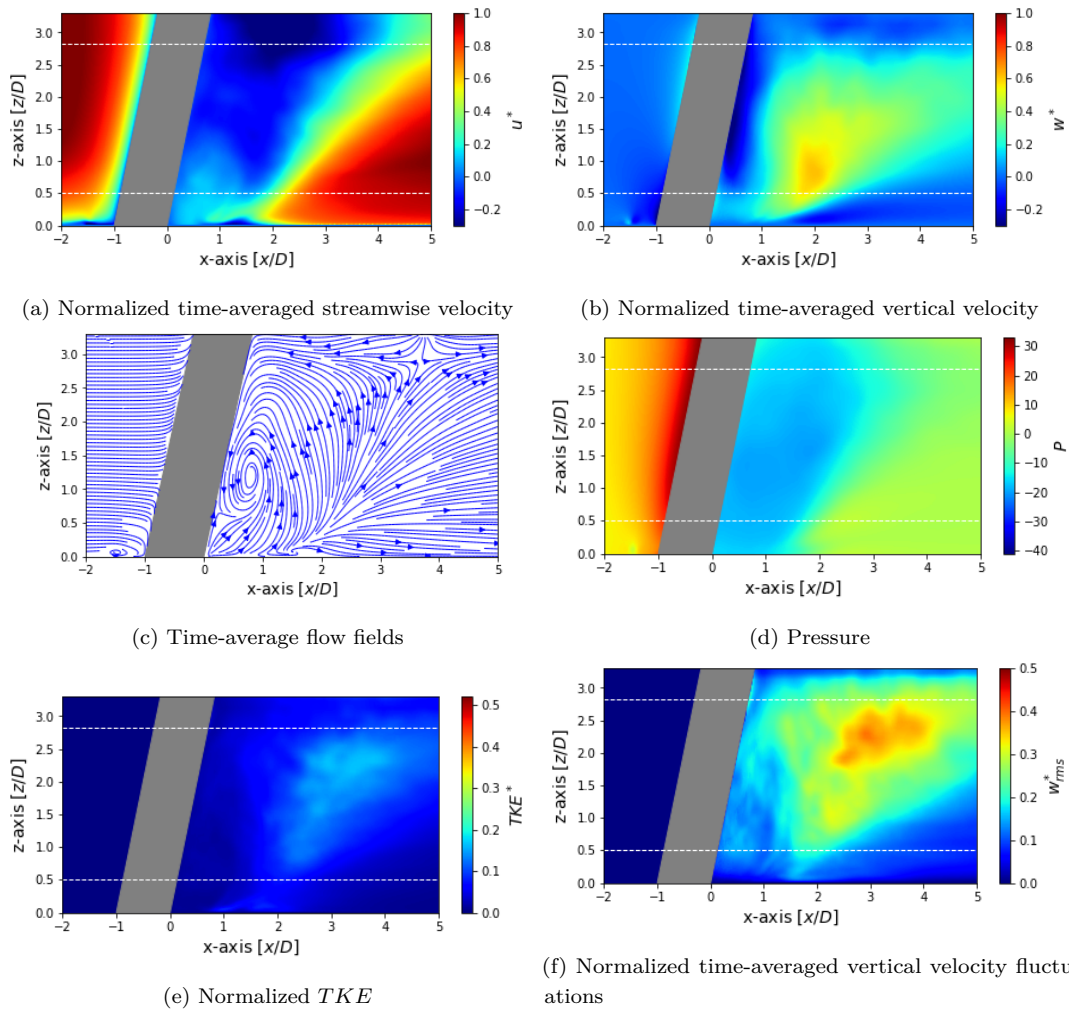 3.0
2.5
2.0
1.5
1.0
0.5
0.0
z-axis [z/D]
−2 −1 0 1 2 3 4 5
x-axis [x/D]
1.0
0.8
0.6
0.4
0.2
0.0
−0.2
u*
(a) Normalized time-averaged streamwise velocity
3.0
2.5
2.0
1.5
1.0
0.5
0.0
z-axis [z/D]
−2 −1 0 1 2 3 4 5
x-axis [x/D]
1.0
0.8
0.6
0.4
0.2
0.0
−0.2
w*
(b) Normalized time-averaged vertical velocity
3.0
2.5
2.0
1.5
1.0
0.5
0.0
z-axis [z/D]
−2 −1 0 1 2 3 4 5
x-axis [x/D]
(c) Time-average flow fields
3.0
2.5
2.0
1.5
1.0
0.5
0.0
z-axis [z/D]
−2 −1 0 1 2 3 4 5
x-axis [x/D]
30
20
10
0
−10
−20
−30
−40
P
(d) Pressure
3.0
2.5
2.0
1.5
1.0
0.5
0.0
z-axis [z/D]
−2 −1 0 1 2 3 4 5
x-axis [x/D]
0.5
0.4
0.3
0.2
0.1
0.0
TKE*
(e) Normalized TKE
3.0
2.5
2.0
1.5
1.0
0.5
0.0
z-axis [z/D]
−2 −1 0 1 2 3 4 5
x-axis [x/D]
0.5
0.4
0.3
0.2
0.1
0.0
w*rms
(f) Normalized time-averaged vertical velocity fluctu
ations